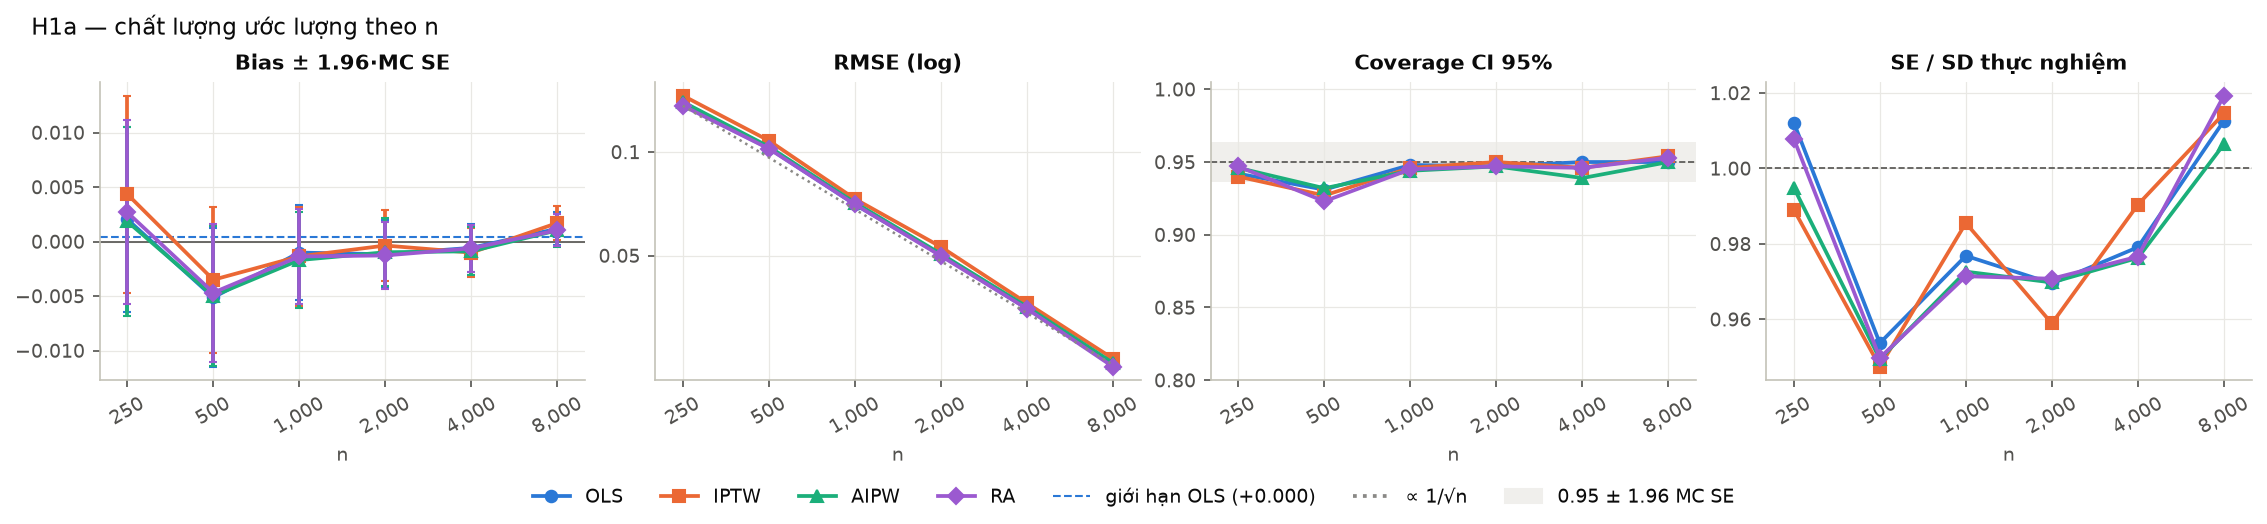 H1a — chất lượng ước lượng theo n
Bias ± 1.96·MC SE
0.010
0.005
0.000
−0.005
−0.010
250
500
1,000
2,000
4,000
8,000
n
RMSE (log)
0.1
0.05
250
500
1,000
2,000
4,000
8,000
n
Coverage CI 95%
1.00
0.95
0.90
0.85
0.80
250
500
1,000
2,000
4,000
8,000
n
SE / SD thực nghiệm
1.02
1.00
0.98
0.96
250
500
1,000
2,000
4,000
8,000
n
OLS
IPTW
AIPW
RA
giới hạn OLS (+0.000)
∝ 1/√n
0.95 ± 1.96 MC SE